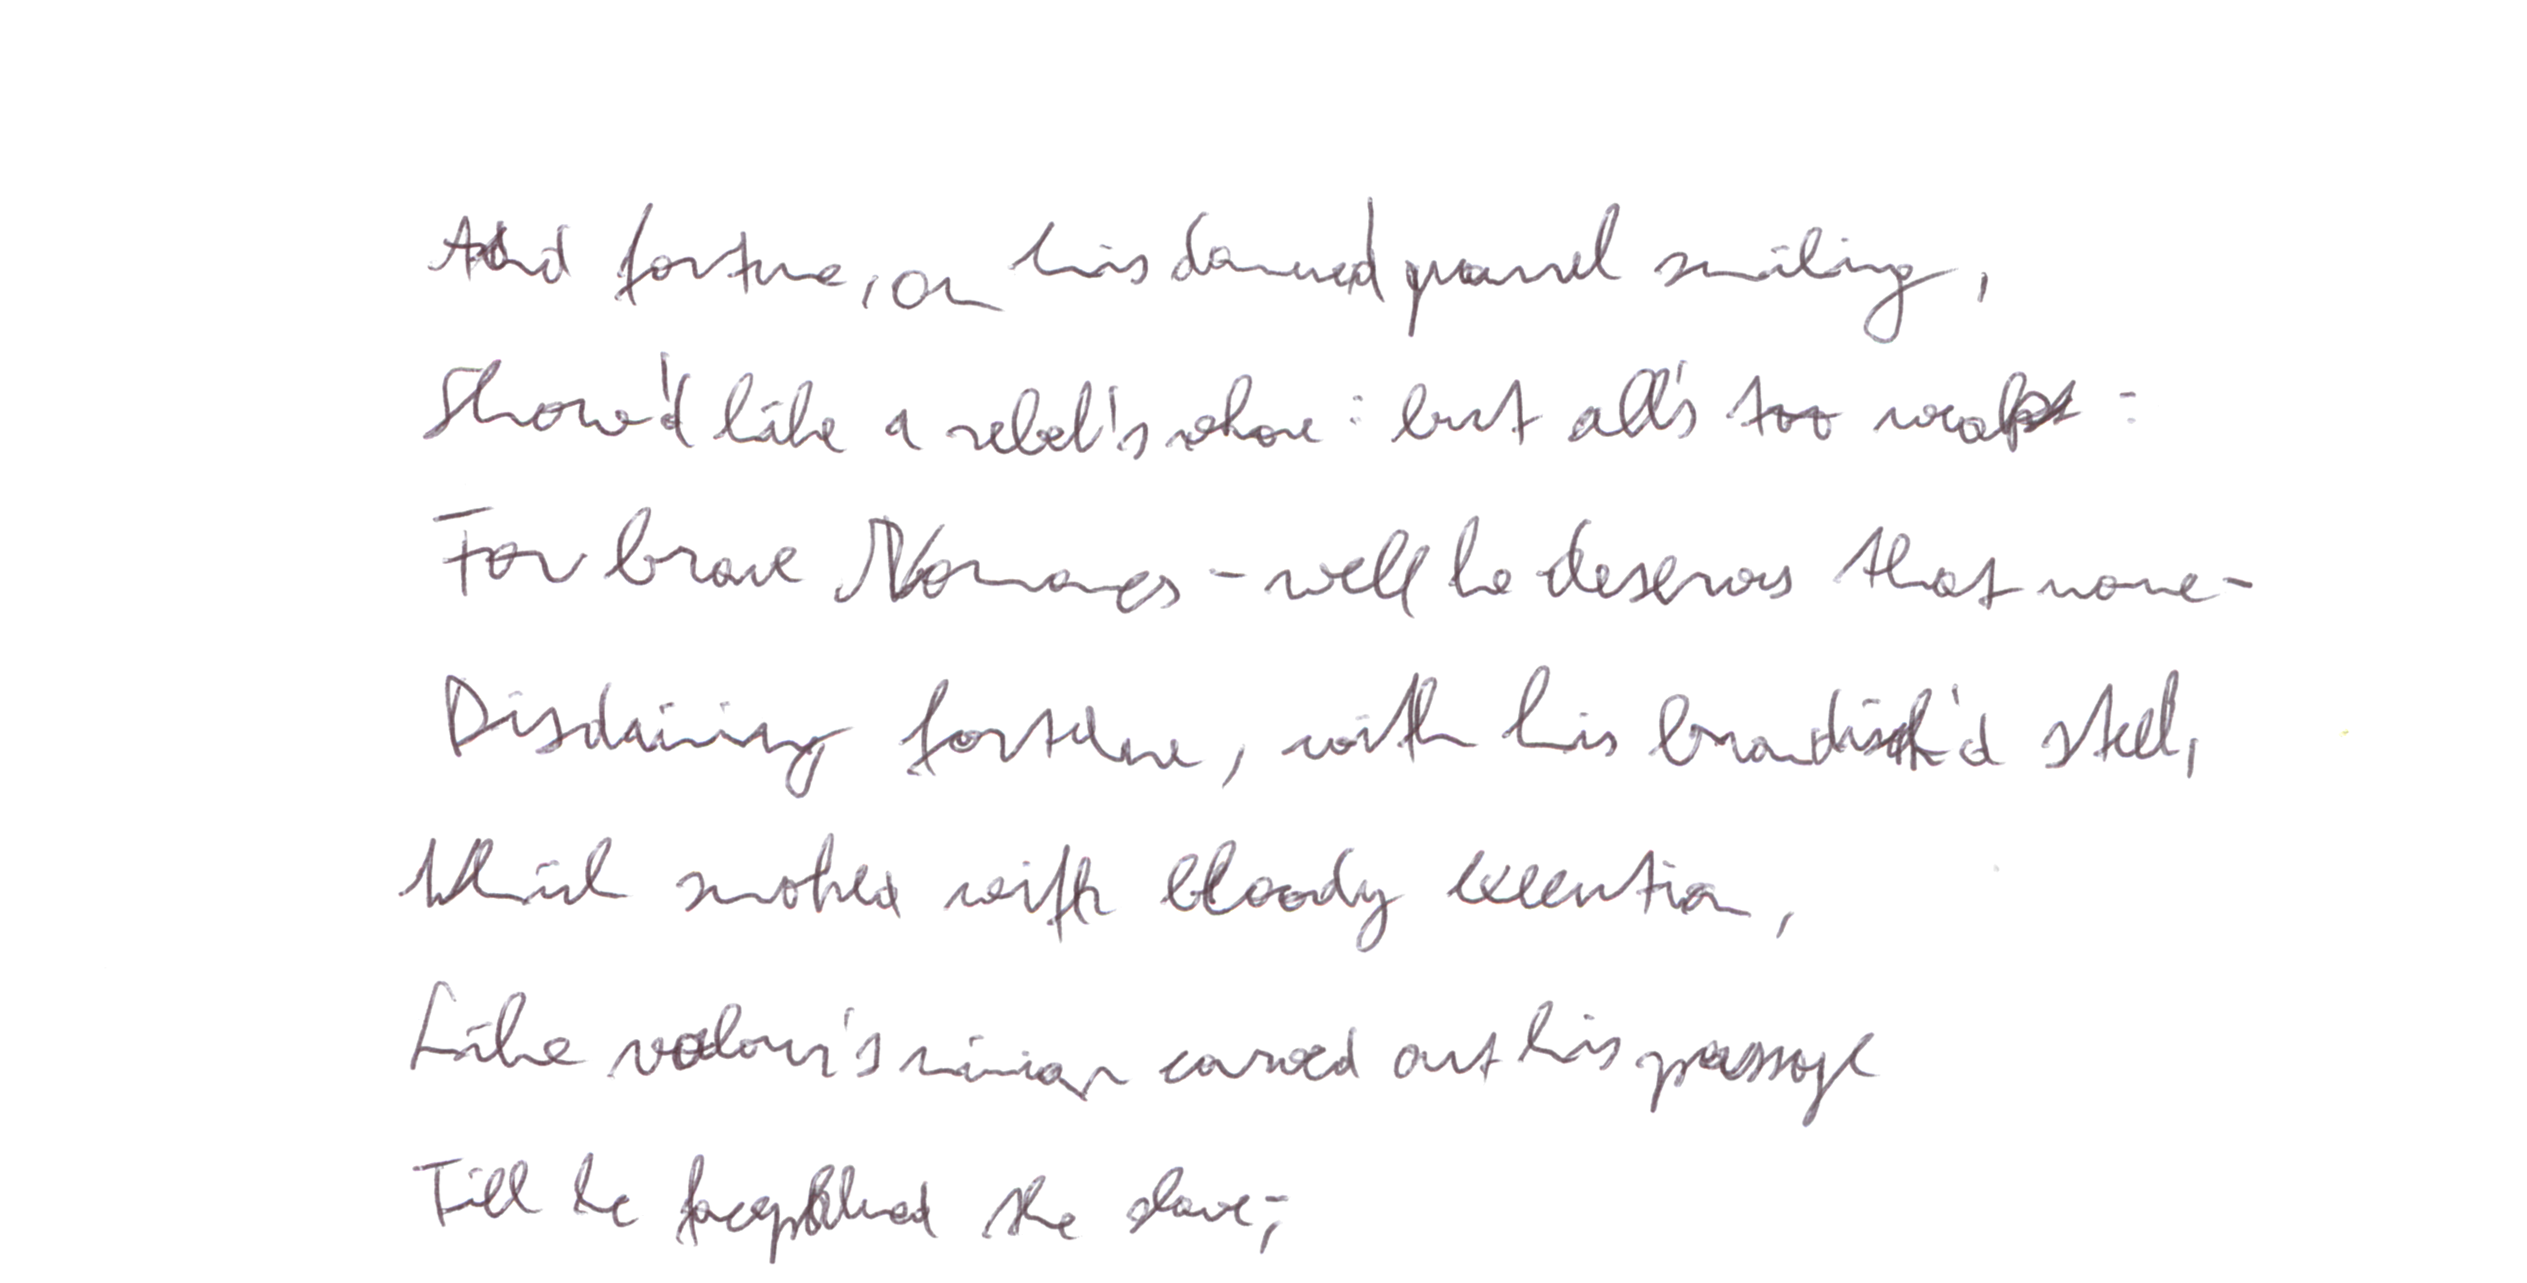 And fortune, on his damned quarrel smiling,
Show'd like a rebel's whore: but all's too weak:
For brave - well he deserves that name-
Disdaining fortune, with his brandish'd steel,
Which smoked with bloody execution,
Like valour's minion carved out his passage
Till he the slave;